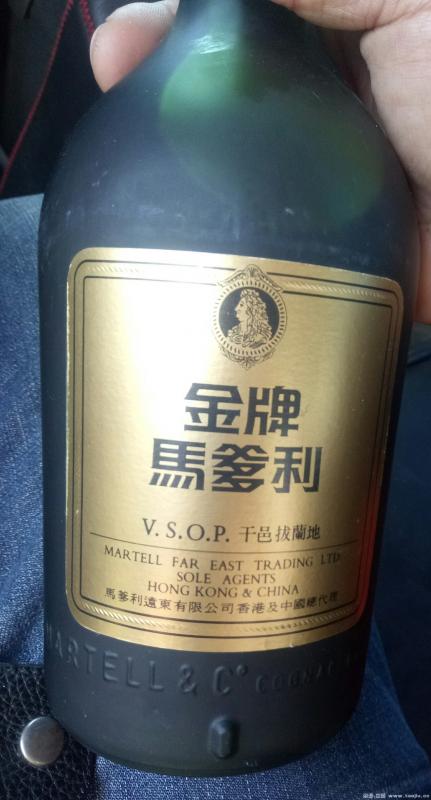 金牌
馬爹利
V.S.O.P. 干邑拔蘭地
MARTELL FAR EAST TRADING LTD.
SOLE AGENTS
HONG KONG & CHINA
馬爹利遠東有限公司香港及中國總代理
MARTELL & Cº COGNAC